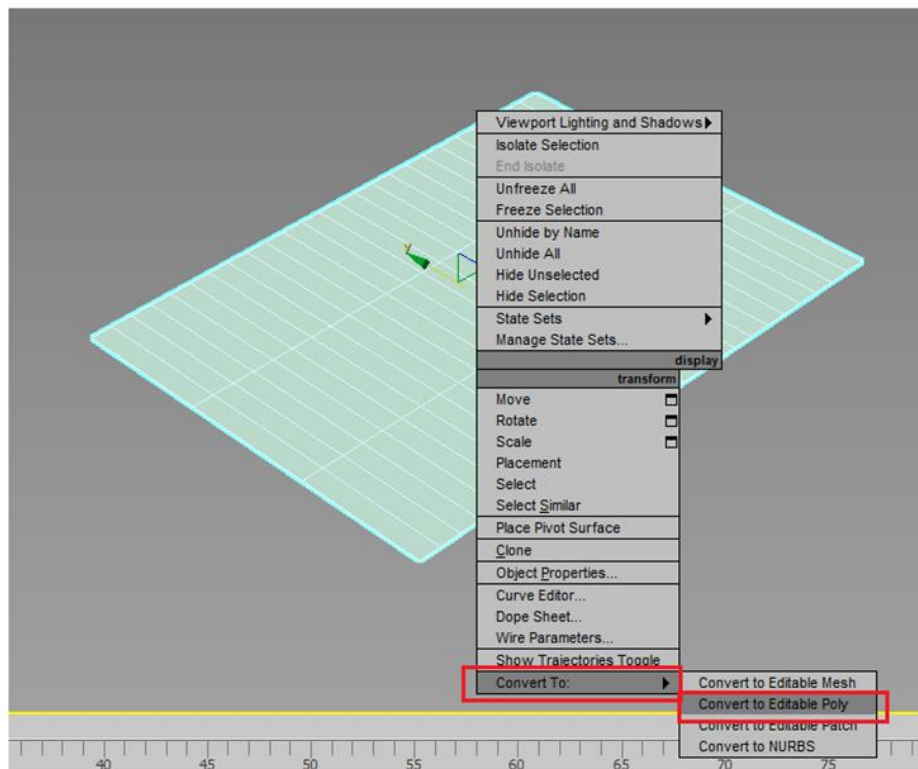 Viewport Lighting and Shadows
Isolate Selection
End Isolate
Unfreeze All
Freeze Selection
Unhide by Name
Unhide All
Hide Unselected
Hide Selection
State Sets
Manage State Sets...
display
transform
Move
Rotate
Scale
Placement
Select
Select Similar
Place Pivot Surface
Clone
Object Properties...
Curve Editor...
Dope Sheet...
Wire Parameters...
Show Trajectories Toggle
Convert To:
Convert to Editable Mesh
Convert to Editable Poly
Convert to Editable Patch
Convert to NURBS
y
40 45 50 55 60 65 70 75